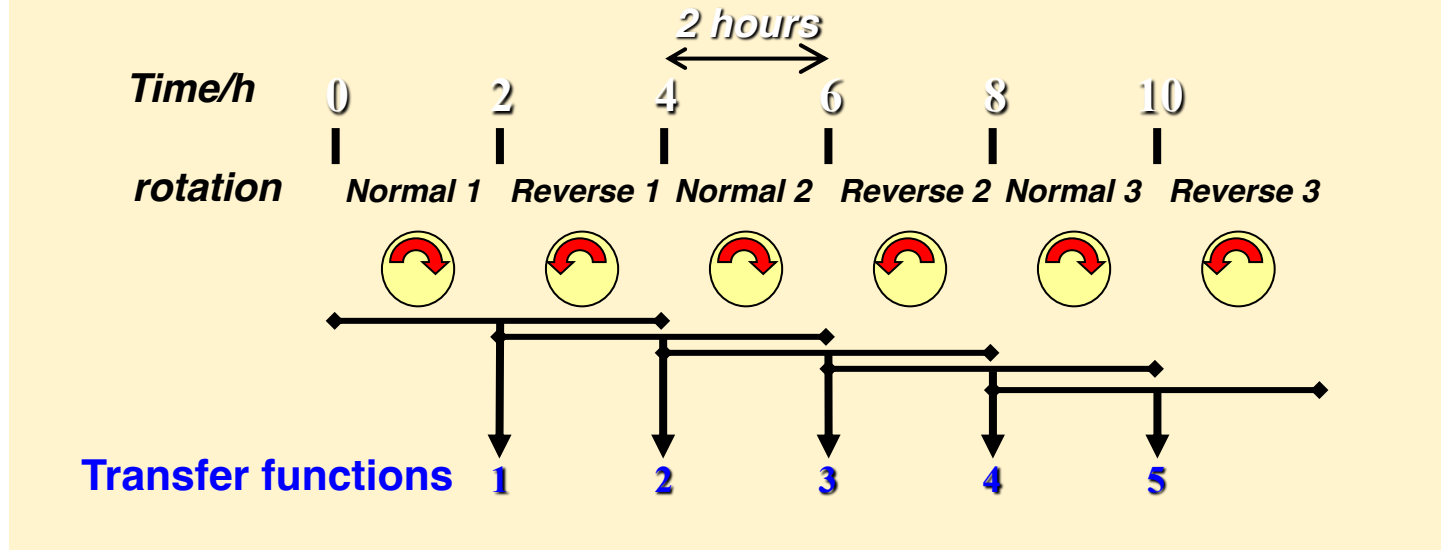 2 hours
Time/h 0 2 4 6 8 10
rotation Normal 1 Reverse 1 Normal 2 Reverse 2 Normal 3 Reverse 3
Transfer functions 1 2 3 4 5